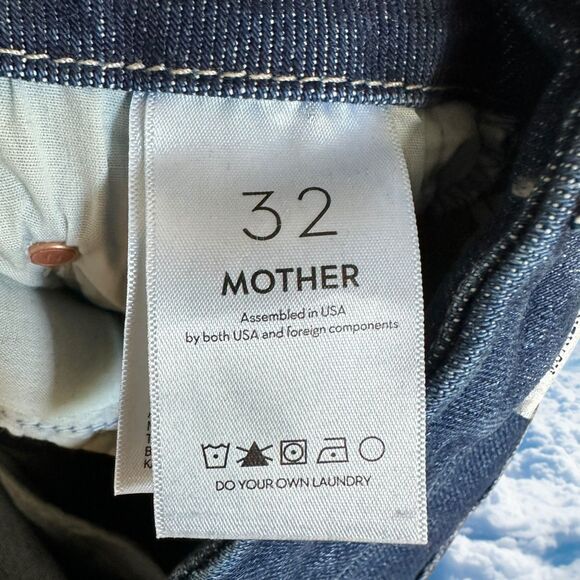 32
MOTHER
Assembled in USA
by both USA and foreign components
DO YOUR OWN LAUNDRY